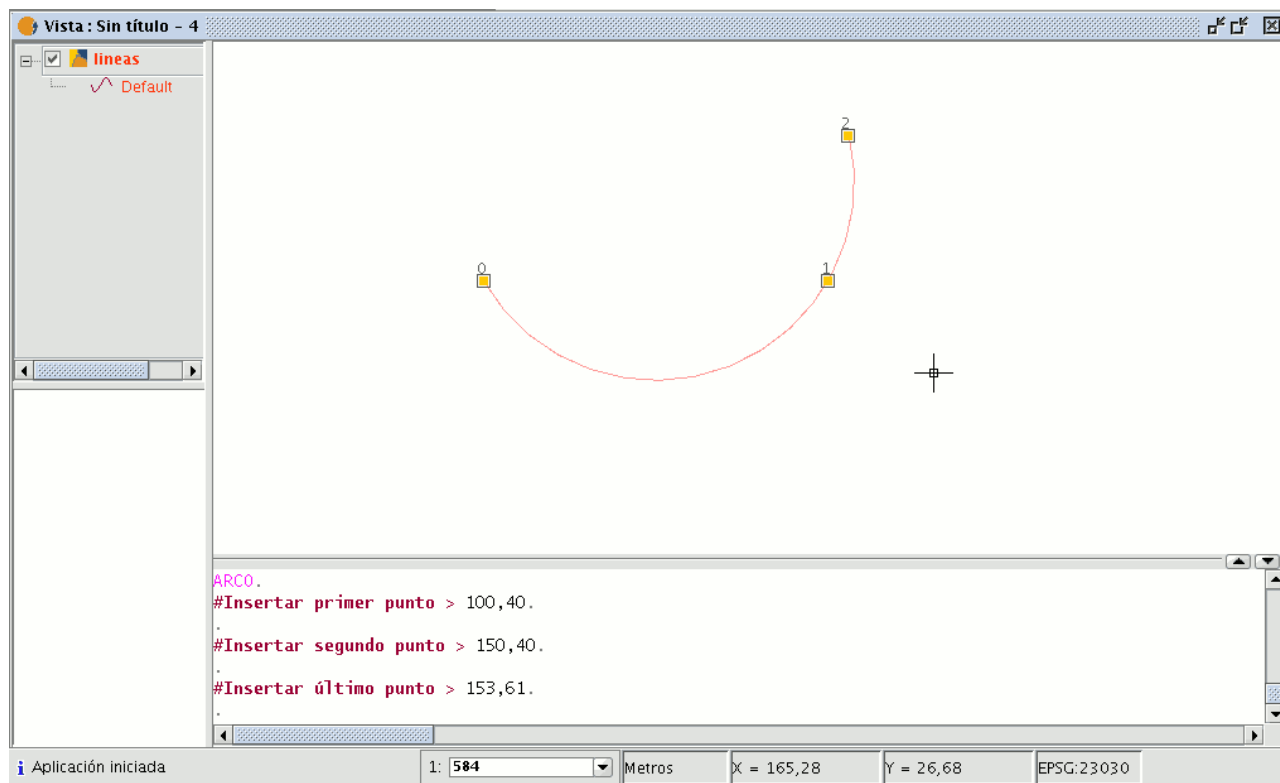 Vista : Sin título - 4
lineas
Default
2
0
1
ARCO.
#Insertar primer punto > 100,40.
.
#Insertar segundo punto > 150,40.
.
#Insertar último punto > 153,61.
.
Aplicación iniciada
1: 584
Metros
X = 165,28
Y = 26,68
EPSG:23030